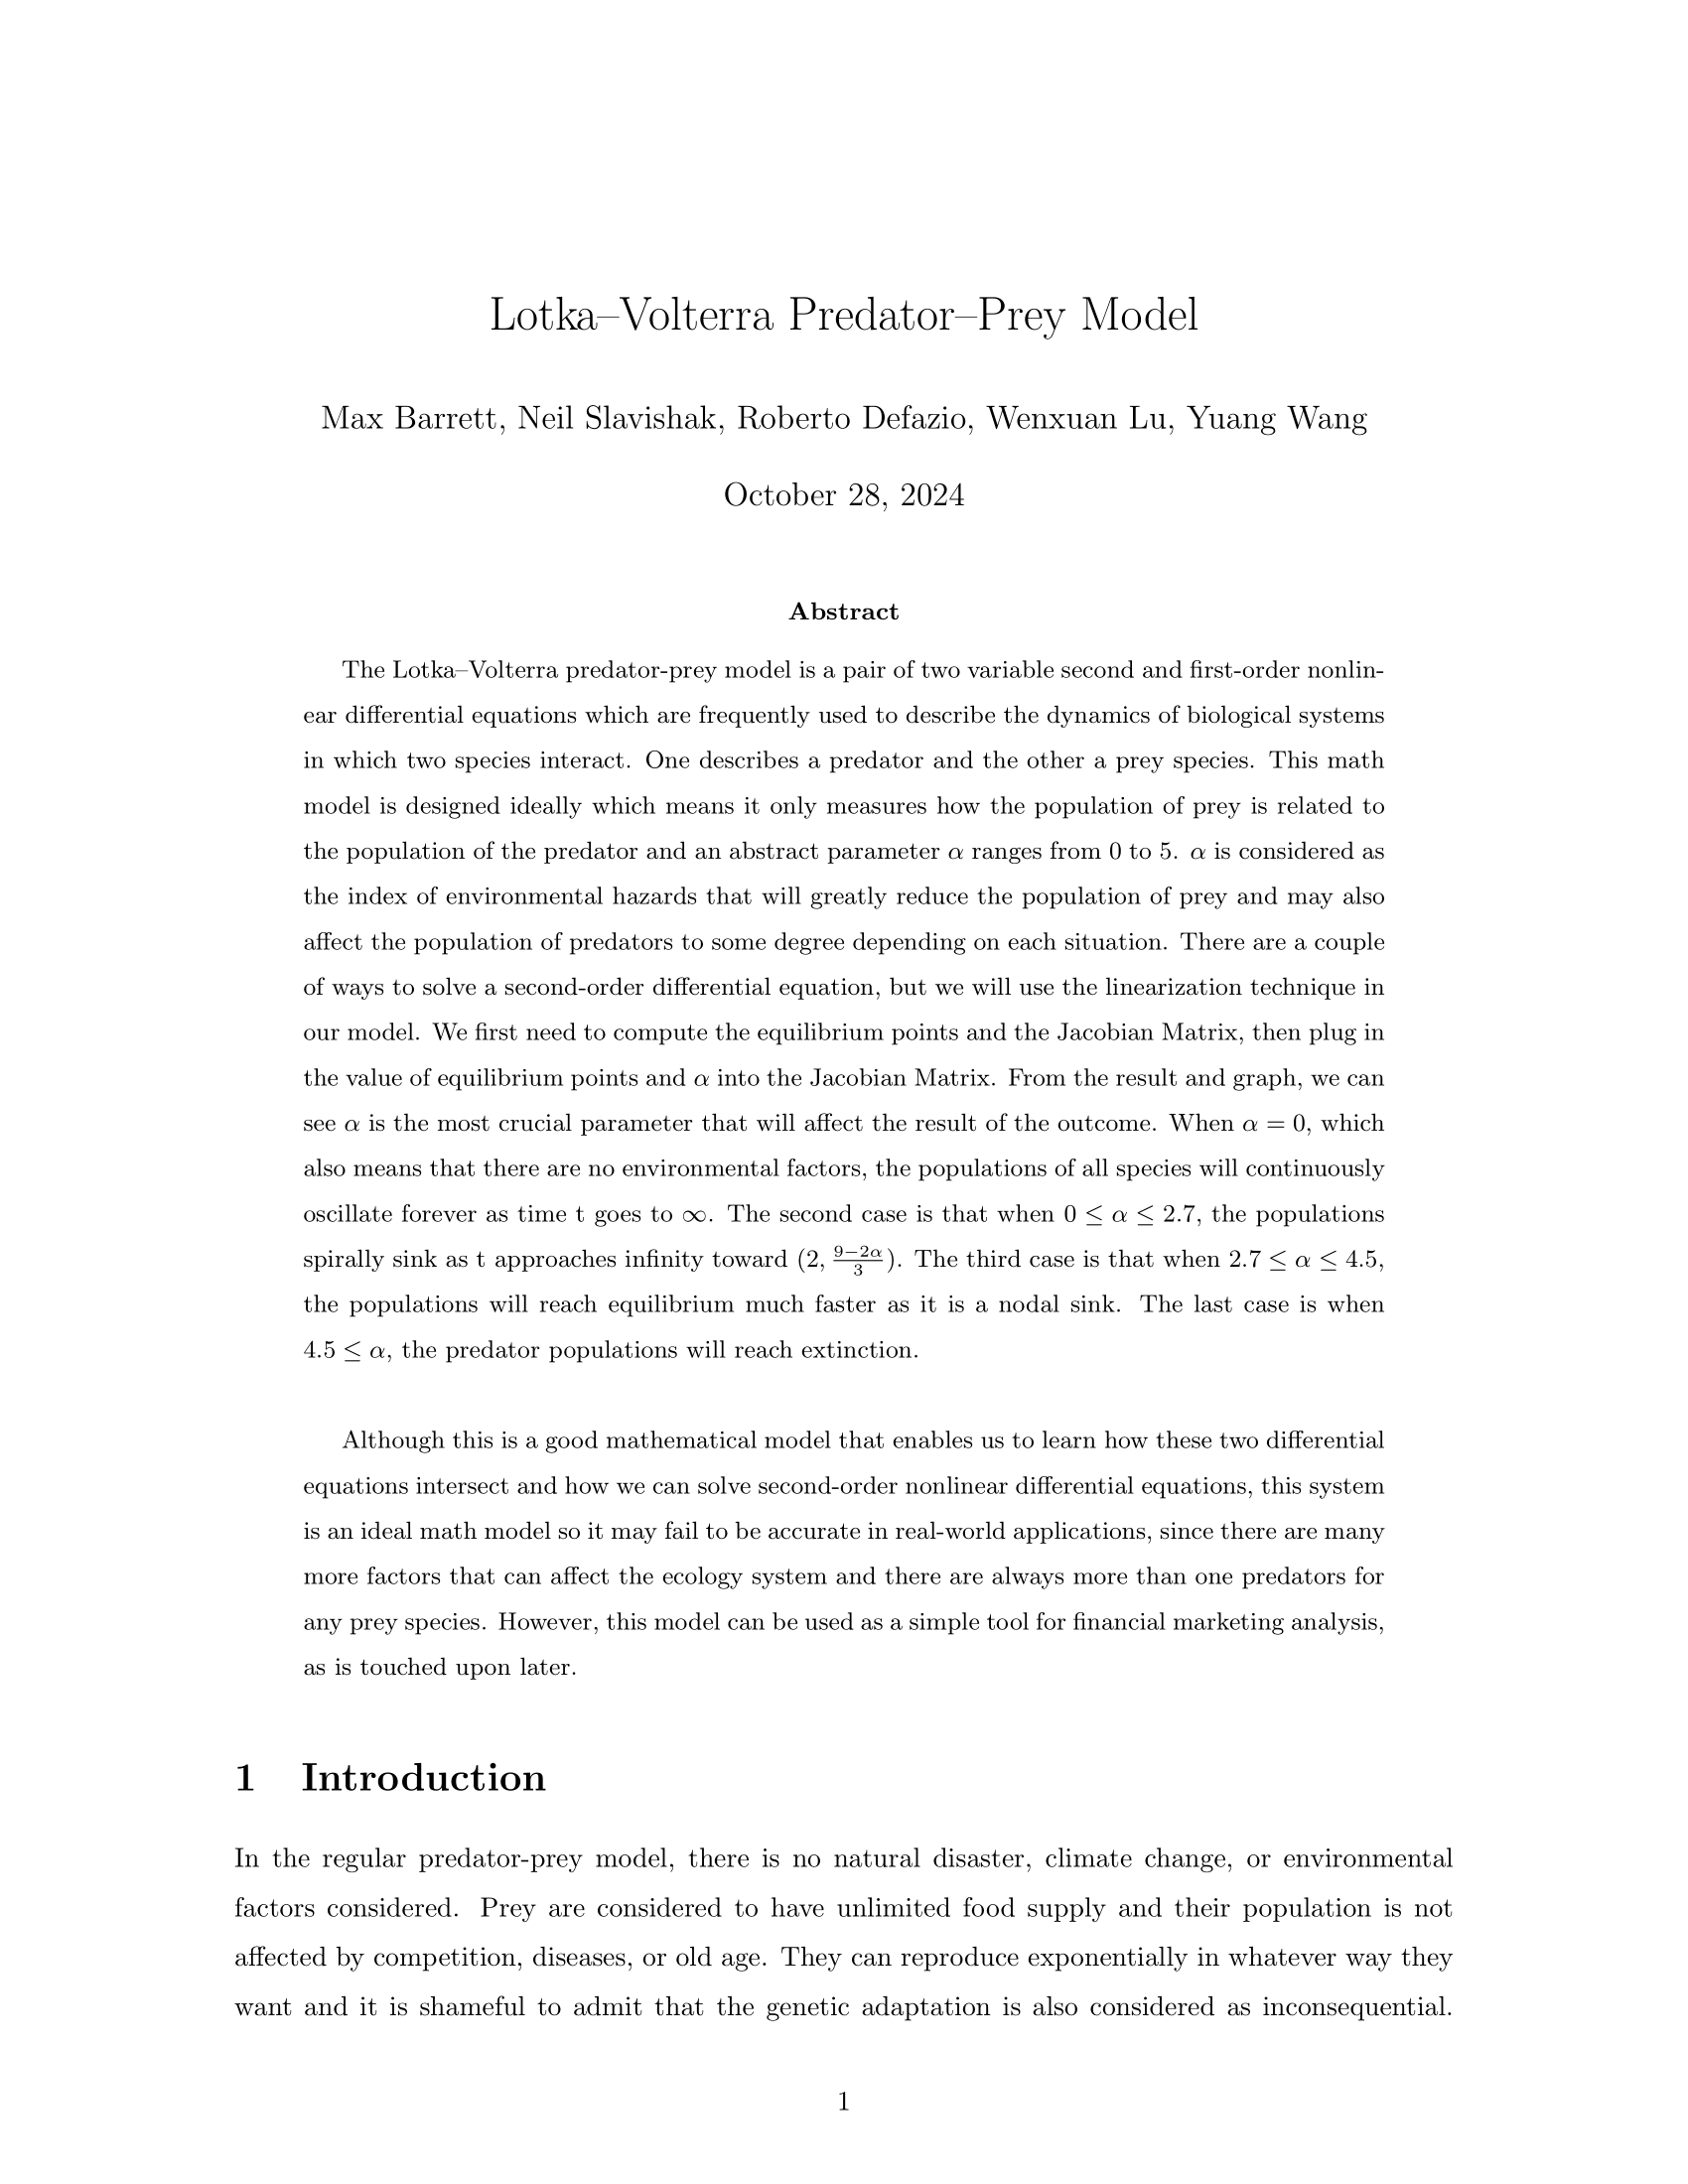 Lotka–Volterra Predator–Prey Model
Max Barrett, Neil Slavishak, Roberto Defazio, Wenxuan Lu, Yuang Wang
October 28, 2024
Abstract
The Lotka–Volterra predator-prey model is a pair of two variable second and first-order nonlin-
ear differential equations which are frequently used to describe the dynamics of biological systems
in which two species interact. One describes a predator and the other a prey species. This math
model is designed ideally which means it only measures how the population of prey is related to
the population of the predator and an abstract parameter α ranges from 0 to 5. α is considered as
the index of environmental hazards that will greatly reduce the population of prey and may also
affect the population of predators to some degree depending on each situation. There are a couple
of ways to solve a second-order differential equation, but we will use the linearization technique in
our model. We first need to compute the equilibrium points and the Jacobian Matrix, then plug in
the value of equilibrium points and α into the Jacobian Matrix. From the result and graph, we can
see α is the most crucial parameter that will affect the result of the outcome. When α = 0, which
also means that there are no environmental factors, the populations of all species will continuously
oscillate forever as time t goes to ∞. The second case is that when 0 ≤ α ≤ 2.7, the populations
spirally sink as t approaches infinity toward (2, \frac{9−2α}{3}). The third case is that when 2.7 ≤ α ≤ 4.5,
the populations will reach equilibrium much faster as it is a nodal sink. The last case is when
4.5 ≤ α, the predator populations will reach extinction.
Although this is a good mathematical model that enables us to learn how these two differential
equations intersect and how we can solve second-order nonlinear differential equations, this system
is an ideal math model so it may fail to be accurate in real-world applications, since there are many
more factors that can affect the ecology system and there are always more than one predators for
any prey species. However, this model can be used as a simple tool for financial marketing analysis,
as is touched upon later.
1 Introduction
In the regular predator-prey model, there is no natural disaster, climate change, or environmental
factors considered. Prey are considered to have unlimited food supply and their population is not
affected by competition, diseases, or old age. They can reproduce exponentially in whatever way they
want and it is shameful to admit that the genetic adaptation is also considered as inconsequential.
1